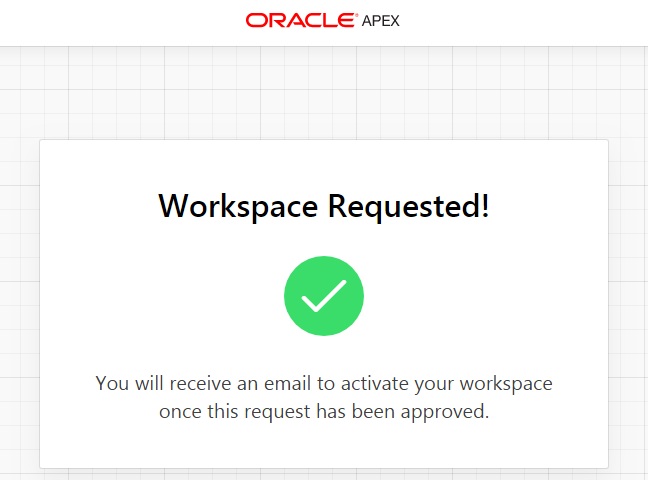 ORACLE® APEX
Workspace Requested!
You will receive an email to activate your workspace
once this request has been approved.